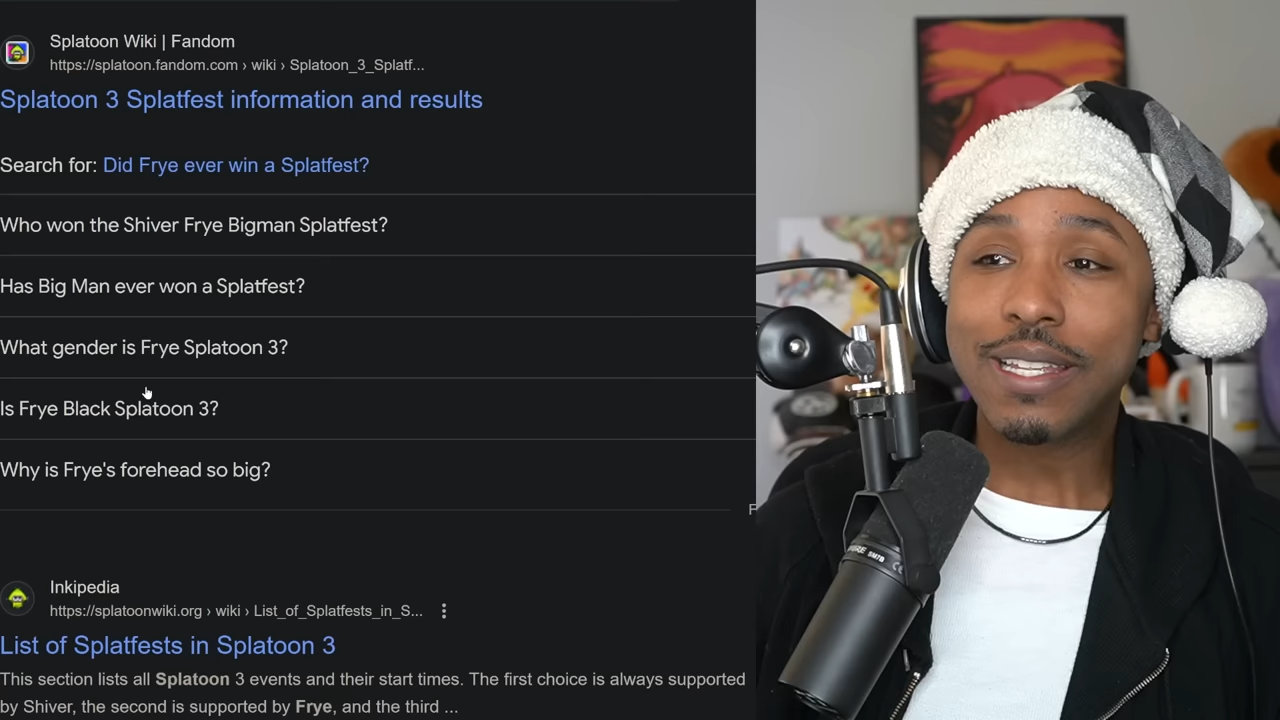 Splatoon Wiki | Fandom
https://splatoon.fandom.com › wiki › Splatoon_3_Splatf...
Splatoon 3 Splatfest information and results
Search for: Did Frye ever win a Splatfest?
Who won the Shiver Frye Bigman Splatfest?
Has Big Man ever won a Splatfest?
What gender is Frye Splatoon 3?
Is Frye Black Splatoon 3?
Why is Frye's forehead so big?
F
Inkipedia
https://splatoonwiki.org › wiki › List_of_Splatfests_in_S...
List of Splatfests in Splatoon 3
This section lists all Splatoon 3 events and their start times. The first choice is always supported
by Shiver, the second is supported by Frye, and the third ...
SM7B